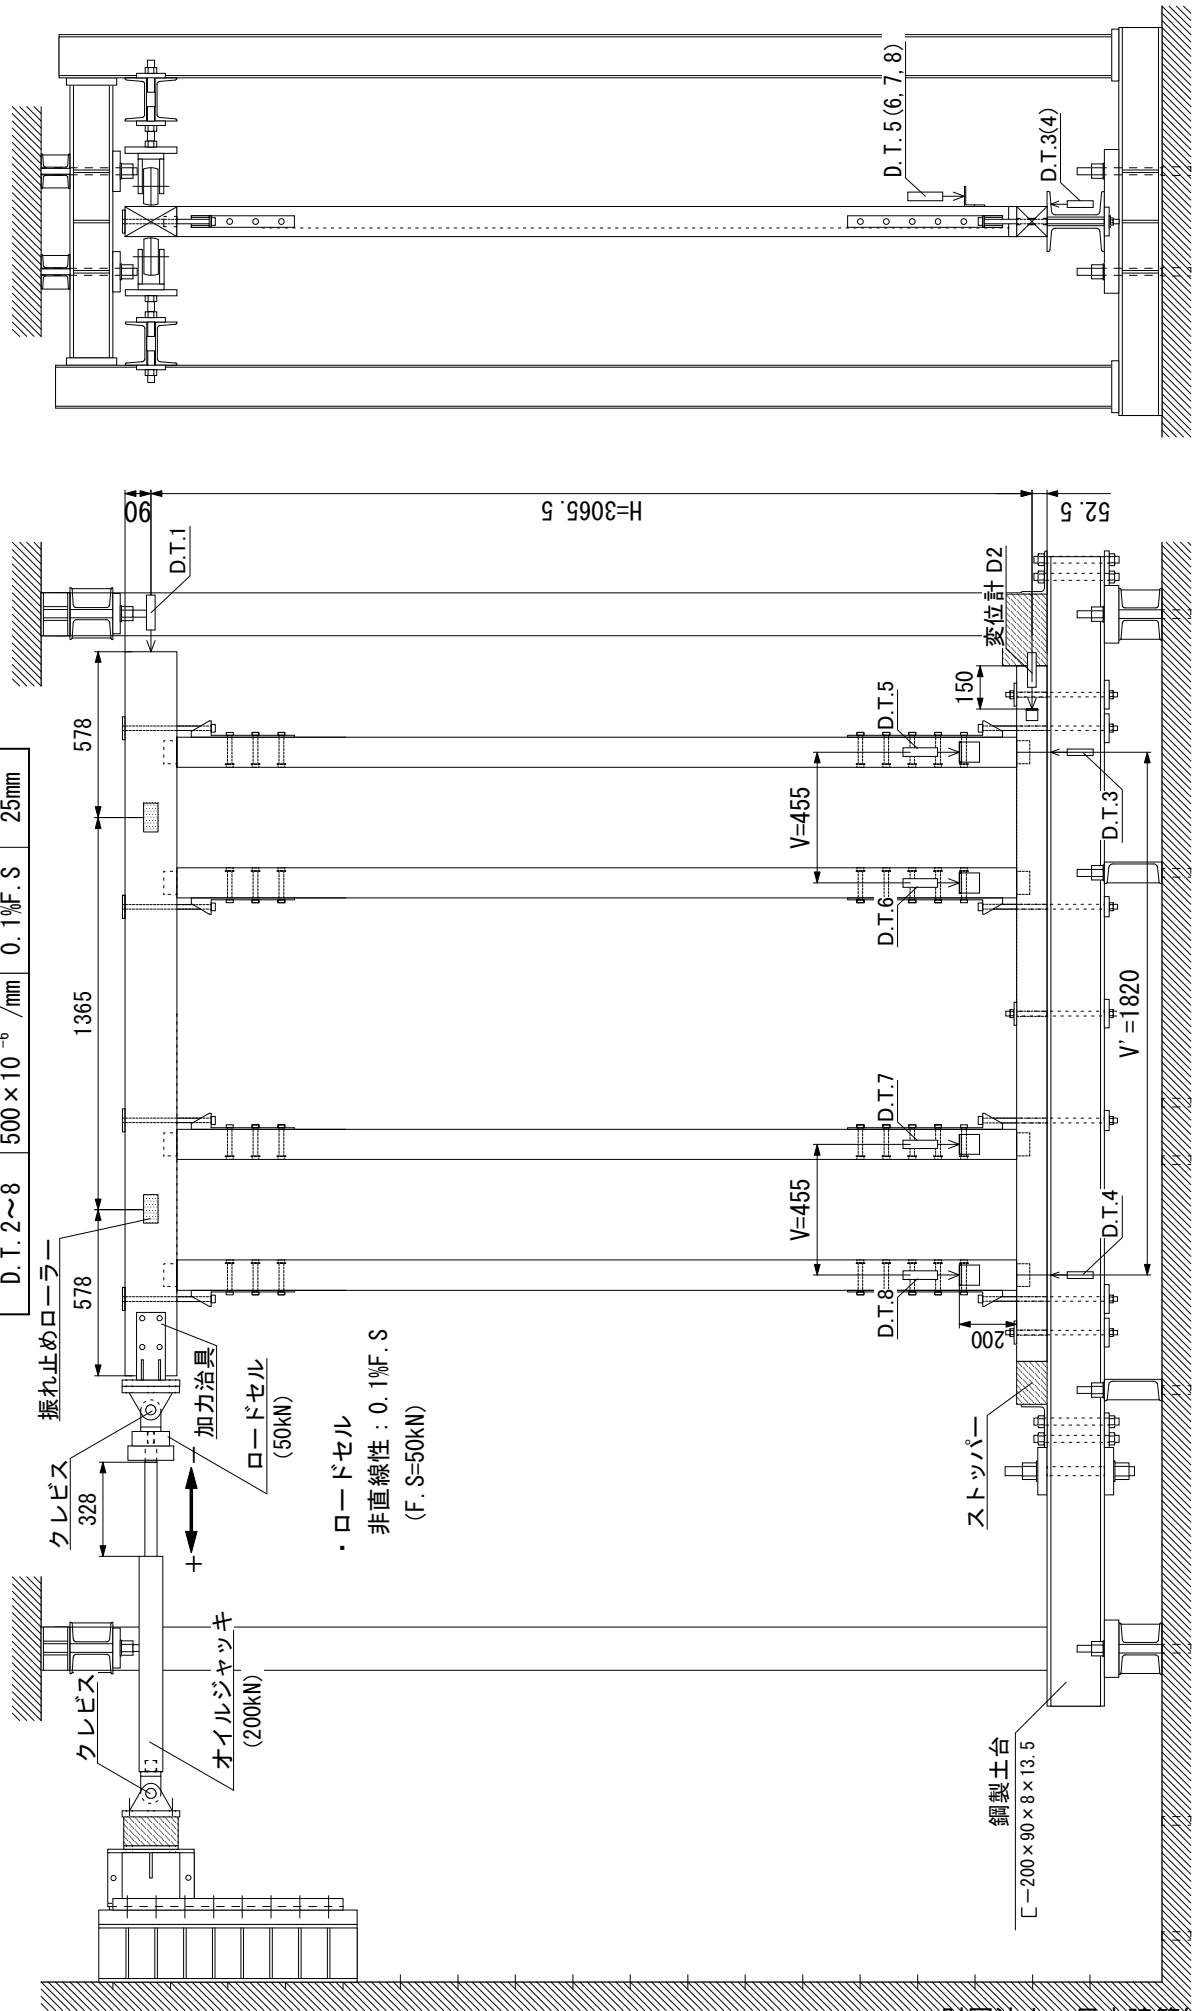 D.T. 2～8 500×10⁻⁶ /mm 0.1%F.S 25mm
578
1365
578
328
90
H=3065.5
52.5
D.T.1
振れ止めローラー
クレビス
加力治具
ロードセル
(50kN)
+
−
クレビス
オイルジャッキ
(200kN)
・ロードセル
非直線性：0.1%F.S
(F.S=50kN)
D.T.8
D.T.7
D.T.6
D.T.5
V=455
V=455
200
150
変位計 D2
ストッパー
D.T.4
D.T.3
V'=1820
鋼製土台
[−200×90×8×13.5
D.T.5(6, 7, 8)
D.T.3(4)